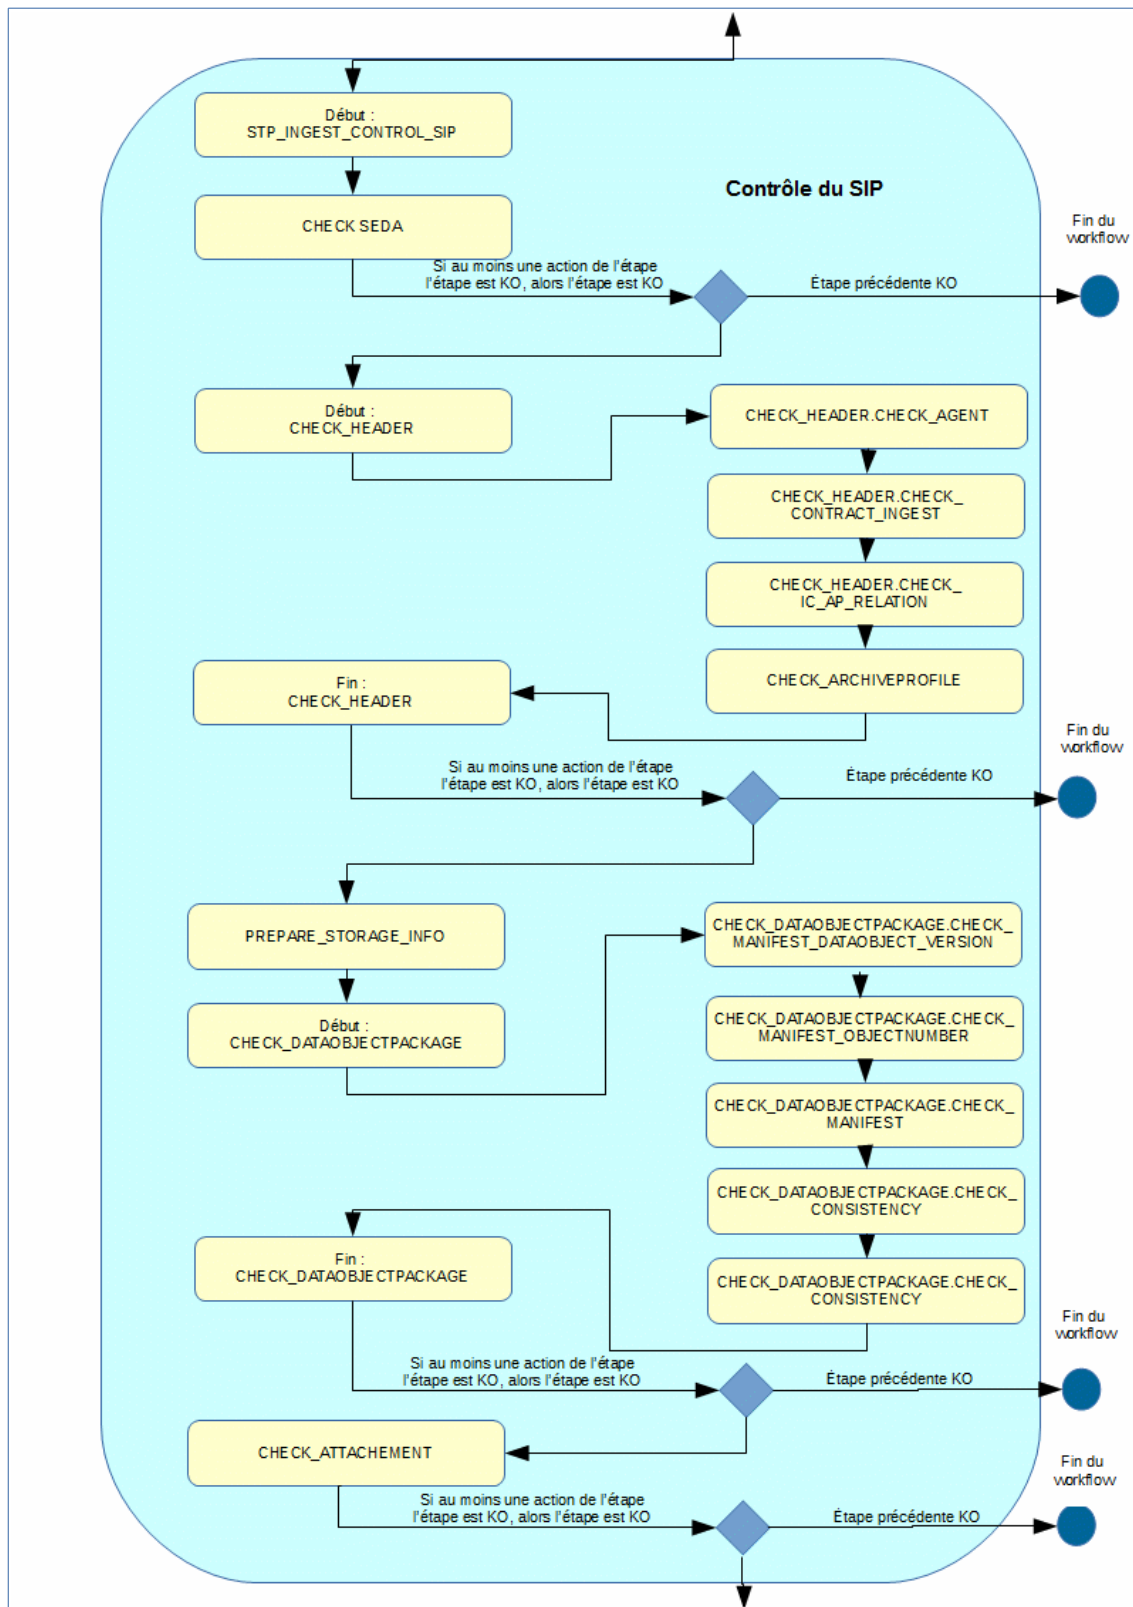 Début :
STP_INGEST_CONTROL_SIP
Contrôle du SIP
CHECK SEDA
Fin du
workflow
Si au moins une action de l'étape
l'étape est KO, alors l'étape est KO
Étape précédente KO
Début :
CHECK_HEADER
CHECK_HEADER.CHECK_AGENT
CHECK_HEADER.CHECK_
CONTRACT_INGEST
CHECK_HEADER.CHECK_
IC_AP_RELATION
CHECK_ARCHIVEPROFILE
Fin :
CHECK_HEADER
Fin du
workflow
Si au moins une action de l'étape
l'étape est KO, alors l'étape est KO
Étape précédente KO
PREPARE_STORAGE_INFO
CHECK_DATAOBJECTPACKAGE.CHECK_
MANIFEST_DATAOBJECT_VERSION
Début :
CHECK_DATAOBJECTPACKAGE
CHECK_DATAOBJECTPACKAGE.CHECK_
MANIFEST_OBJECTNUMBER
CHECK_DATAOBJECTPACKAGE.CHECK_
MANIFEST
CHECK_DATAOBJECTPACKAGE.CHECK_
CONSISTENCY
Fin :
CHECK_DATAOBJECTPACKAGE
CHECK_DATAOBJECTPACKAGE.CHECK_
CONSISTENCY
Fin du
workflow
Si au moins une action de l'étape
l'étape est KO, alors l'étape est KO
Étape précédente KO
CHECK_ATTACHEMENT
Fin du
workflow
Si au moins une action de l'étape
l'étape est KO, alors l'étape est KO
Étape précédente KO